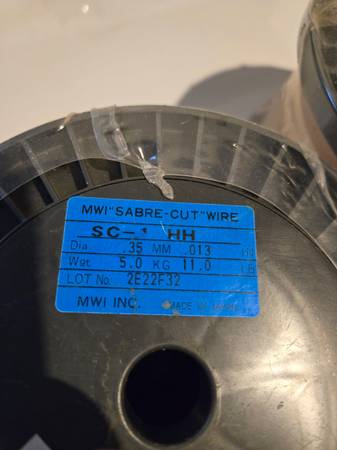 MWI "SABRE-CUT" WIRE
SC-1 HH
Dia. .35 MM .013
Wgt. 5.0 KG 11.0 LB
LOT No. 2E22F32
MWI INC. MADE IN